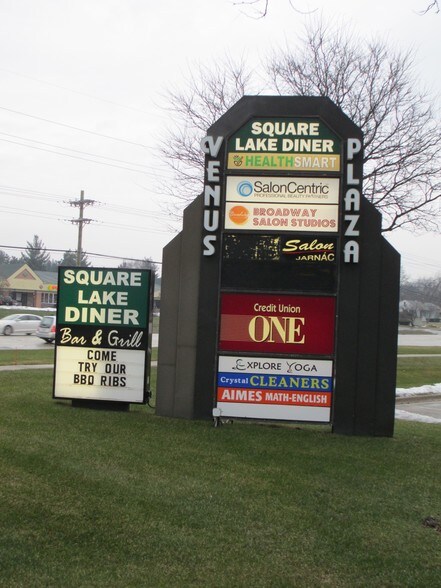 VENUS
PLAZA
SQUARE
LAKE DINER
HEALTHSMART
SalonCentric
PROFESSIONAL BEAUTY PARTNERS
BROADWAY
SALON STUDIOS
Salon
JARNAC
Credit Union
ONE
EXPLORE YOGA
Crystal CLEANERS
AIMES MATH-ENGLISH
SQUARE
LAKE
DINER
Bar & Grill
COME
TRY OUR
BBQ RIBS